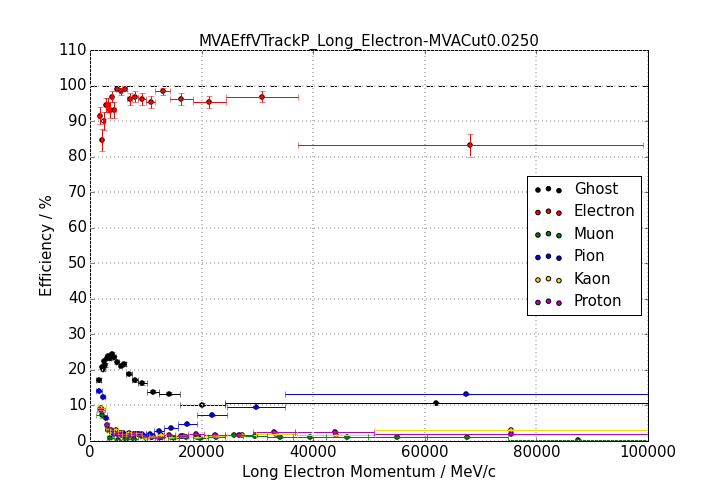 MVAEffVTrackP_Long_Electron-MVACut0.0250
110
100
90
80
70
60
50
40
30
20
10
0
Efficiency / %
Ghost
Electron
Muon
Pion
Kaon
Proton
0 20000 40000 60000 80000 100000
Long Electron Momentum / MeV/c